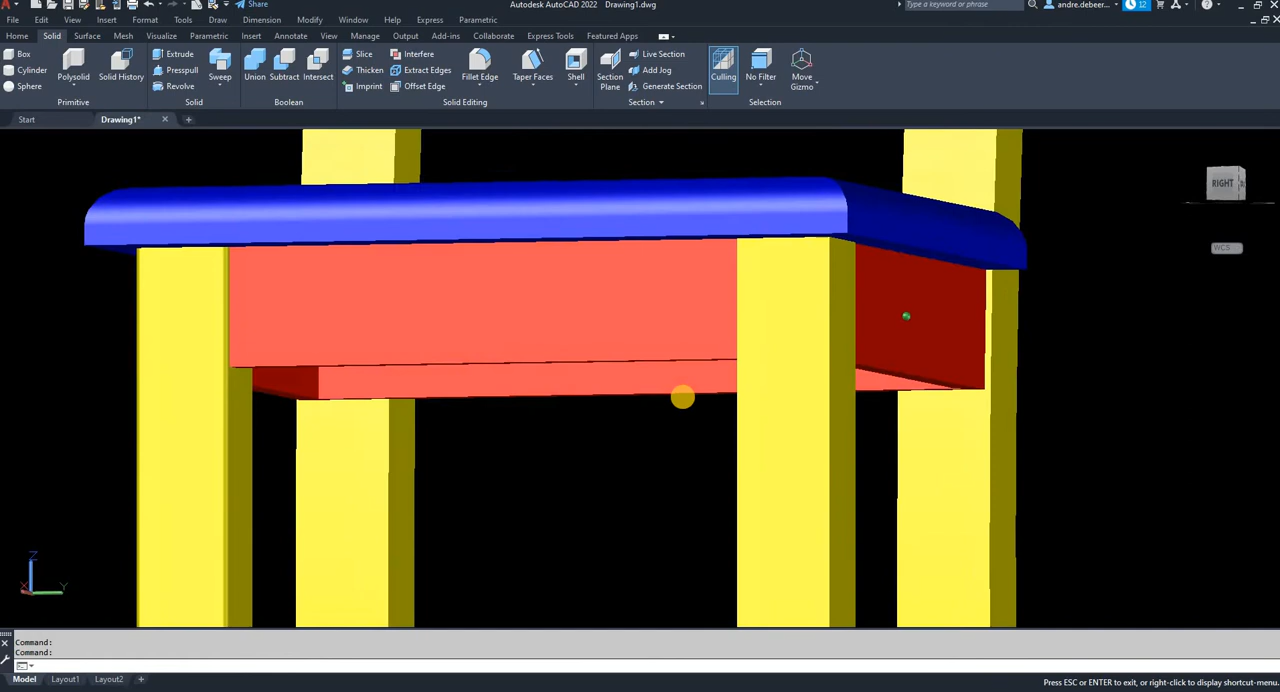 Share
Autodesk AutoCAD 2022 Drawing1.dwg
Type a keyword or phrase
andre.debeer...
12
File Edit View Insert Format Tools Draw Dimension Modify Window Help Express Parametric
Home Solid Surface Mesh Visualize Parametric Insert Annotate View Manage Output Add-ins Collaborate Express Tools Featured Apps
Box
Cylinder
Sphere
Polysolid
Solid History
Primitive
Extrude
Presspull
Revolve
Sweep
Solid
Union
Subtract
Intersect
Boolean
Slice
Thicken
Imprint
Interfere
Extract Edges
Offset Edge
Fillet Edge
Taper Faces
Shell
Solid Editing
Section
Plane
Live Section
Add Jog
Generate Section
Section
Culling
No Filter
Move
Gizmo
Selection
Start
Drawing1*
RIGHT
WCS
Z
X
Y
Command:
Command:
Model Layout1 Layout2
Press ESC or ENTER to exit, or right-click to display shortcut-menu.